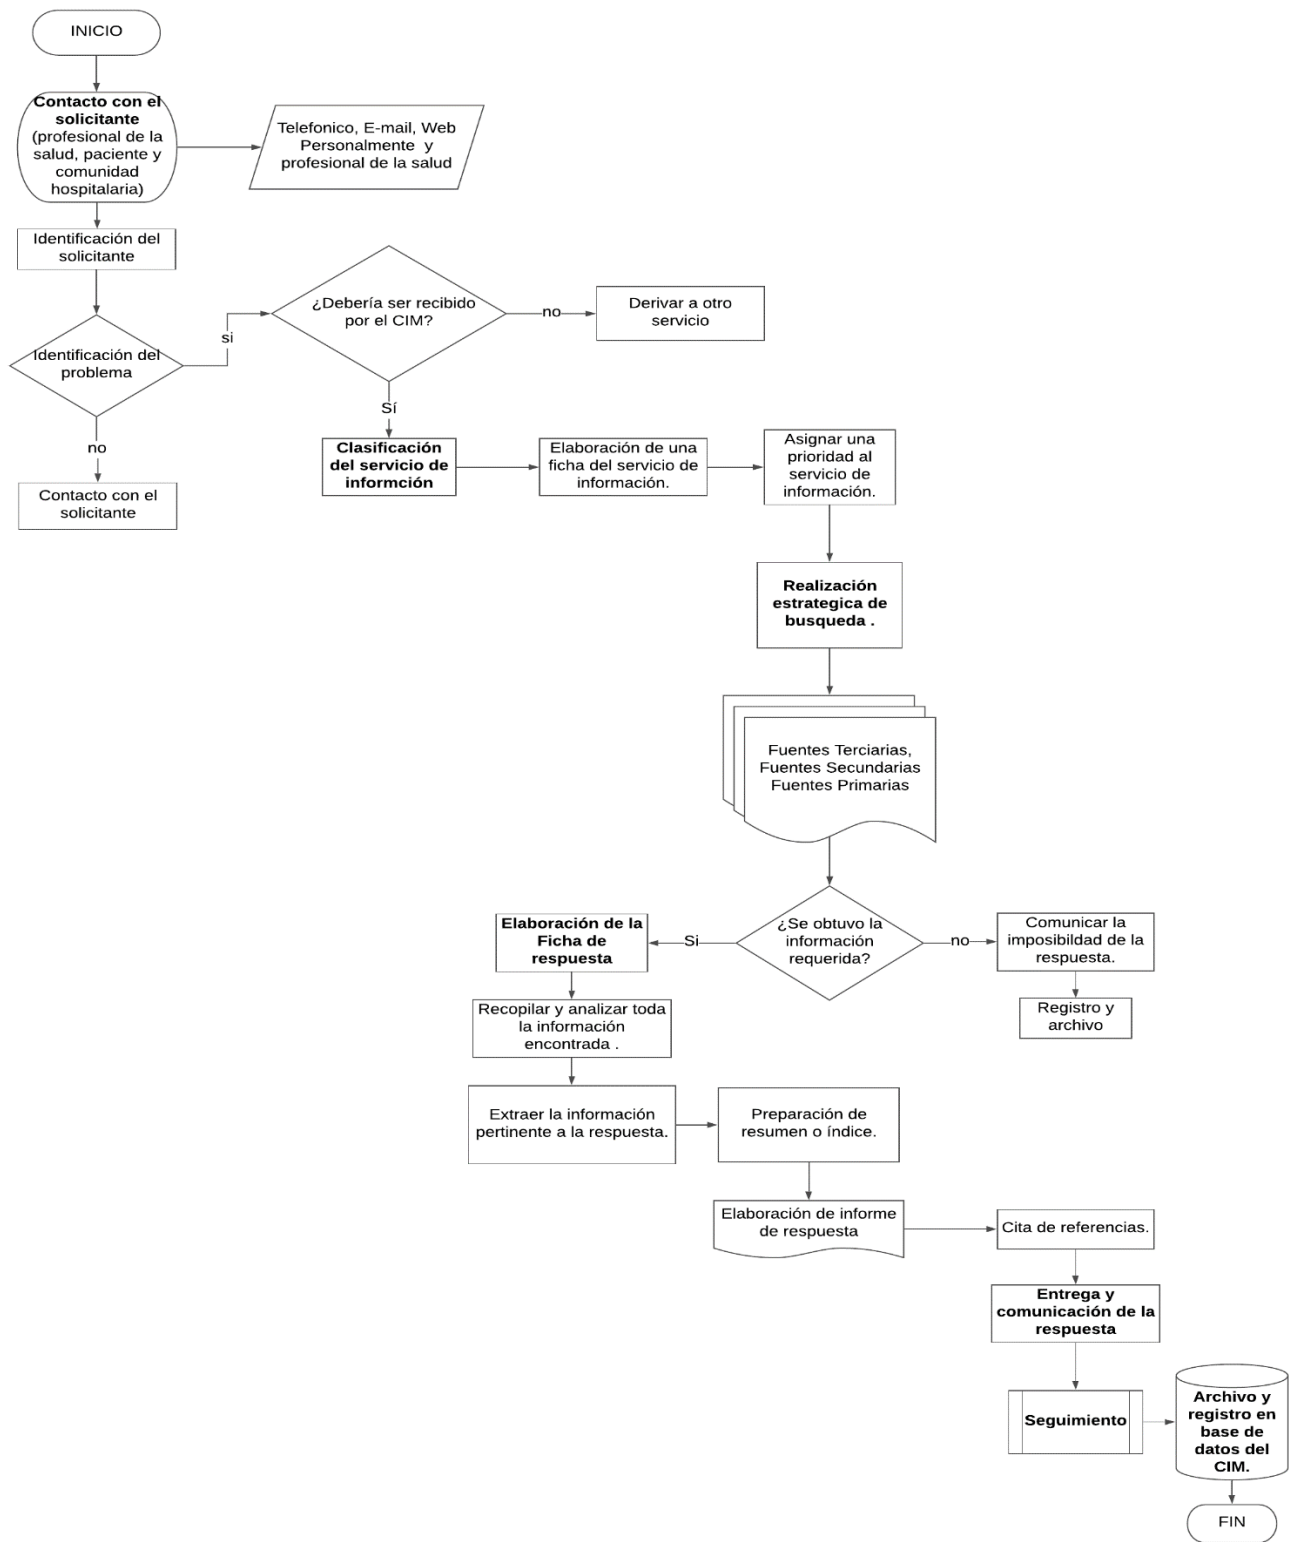 INICIO
Contacto con el
solicitante
(profesional de la
salud, paciente y
comunidad
hospitalaria)
Telefonico, E-mail, Web
Personalmente y
profesional de la salud
Identificación del
solicitante
¿Debería ser recibido
por el CIM?
no
Derivar a otro
servicio
si
Identificación del
problema
no
Contacto con el
solicitante
Sí
Clasificación
del servicio de
informción
Elaboración de una
ficha del servicio de
información.
Asignar una
prioridad al
servicio de
información.
Realización
estrategica de
busqueda .
Fuentes Terciarias,
Fuentes Secundarias
Fuentes Primarias
¿Se obtuvo la
información
requerida?
no
Comunicar la
imposibildad de la
respuesta.
Registro y
archivo
Si
Elaboración de la
Ficha de
respuesta
Recopilar y analizar toda
la información
encontrada .
Extraer la información
pertinente a la respuesta.
Preparación de
resumen o índice.
Elaboración de informe
de respuesta
Cita de referencias.
Entrega y
comunicación de la
respuesta
Seguimiento
Archivo y
registro en
base de
datos del
CIM.
FIN